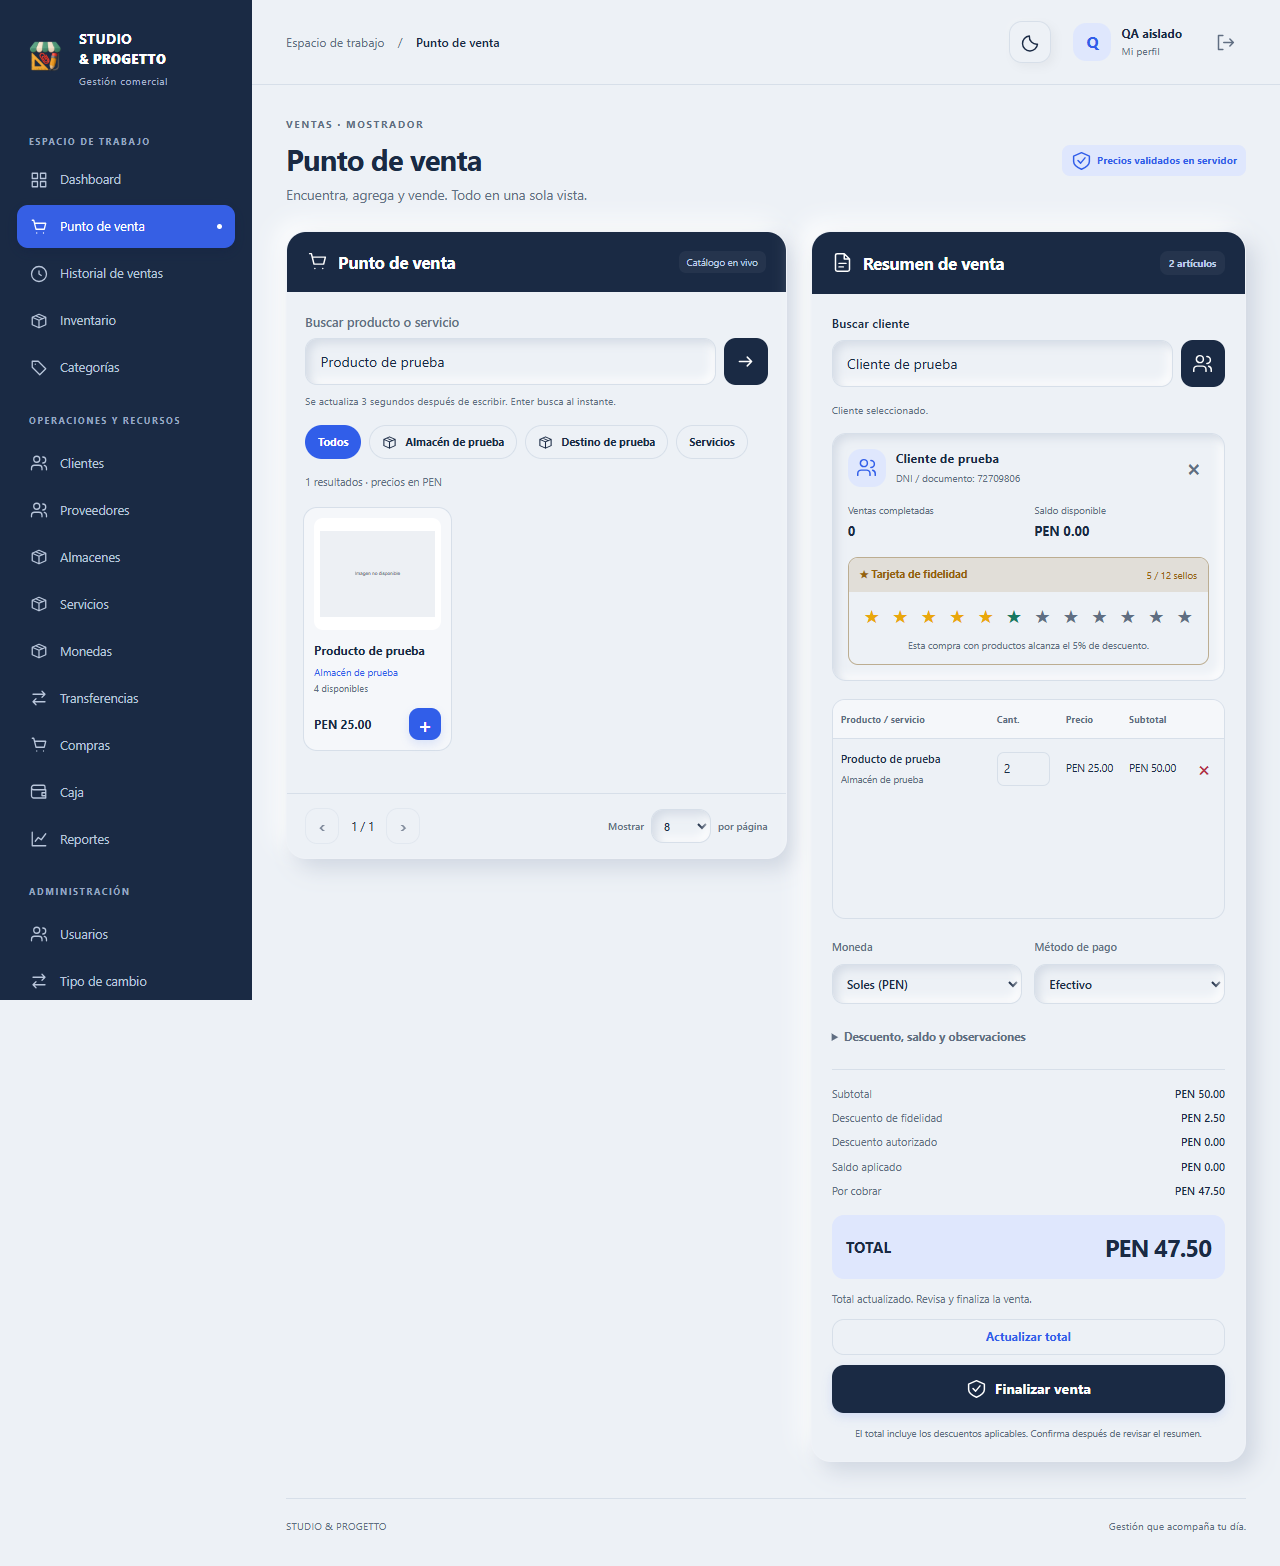 STUDIO
& PROGETTO
Gestión comercial
ESPACIO DE TRABAJO
Dashboard
Punto de venta
Historial de ventas
Inventario
Categorías
OPERACIONES Y RECURSOS
Clientes
Proveedores
Almacenes
Servicios
Monedas
Transferencias
Compras
Caja
Reportes
ADMINISTRACIÓN
Usuarios
Tipo de cambio
Espacio de trabajo / Punto de venta
Q
QA aislado
Mi perfil
VENTAS · MOSTRADOR
Punto de venta
Encuentra, agrega y vende. Todo en una sola vista.
Precios validados en servidor
Punto de venta
Catálogo en vivo
Buscar producto o servicio
Producto de prueba
Se actualiza 3 segundos después de escribir. Enter busca al instante.
Todos
Almacén de prueba
Destino de prueba
Servicios
1 resultados · precios en PEN
Imagen no disponible
Producto de prueba
Almacén de prueba
4 disponibles
PEN 25.00
+
‹ 1 / 1 ›
Mostrar 8 por página
Resumen de venta
2 artículos
Buscar cliente
Cliente de prueba
Cliente seleccionado.
Cliente de prueba
DNI / documento: 72709806
Ventas completadas
0
Saldo disponible
PEN 0.00
★ Tarjeta de fidelidad
5 / 12 sellos
Esta compra con productos alcanza el 5% de descuento.
Producto / servicio Cant. Precio Subtotal
Producto de prueba
Almacén de prueba
2 PEN 25.00 PEN 50.00
Moneda
Soles (PEN)
Método de pago
Efectivo
Descuento, saldo y observaciones
Subtotal PEN 50.00
Descuento de fidelidad PEN 2.50
Descuento autorizado PEN 0.00
Saldo aplicado PEN 0.00
Por cobrar PEN 47.50
TOTAL PEN 47.50
Total actualizado. Revisa y finaliza la venta.
Actualizar total
Finalizar venta
El total incluye los descuentos aplicables. Confirma después de revisar el resumen.
STUDIO & PROGETTO
Gestión que acompaña tu día.